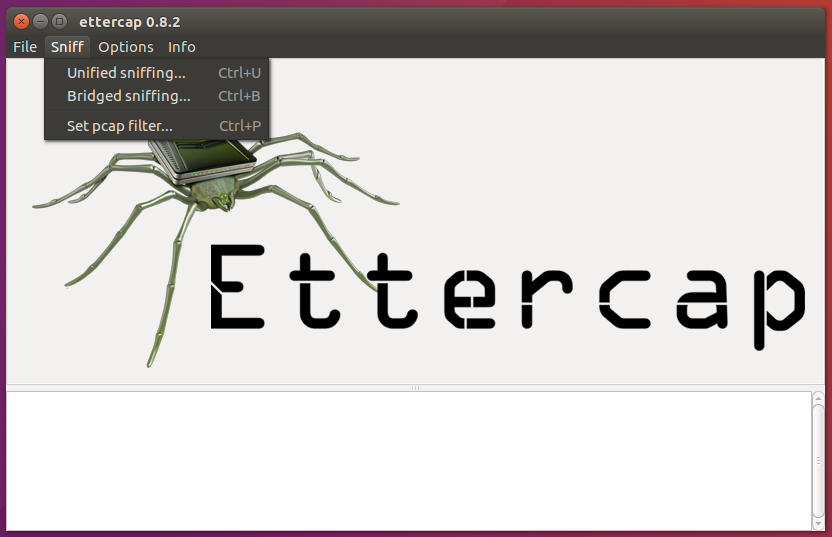 ettercap 0.8.2
File Sniff Options Info
Unified sniffing... Ctrl+U
Bridged sniffing... Ctrl+B
Set pcap filter... Ctrl+P
Ettercap